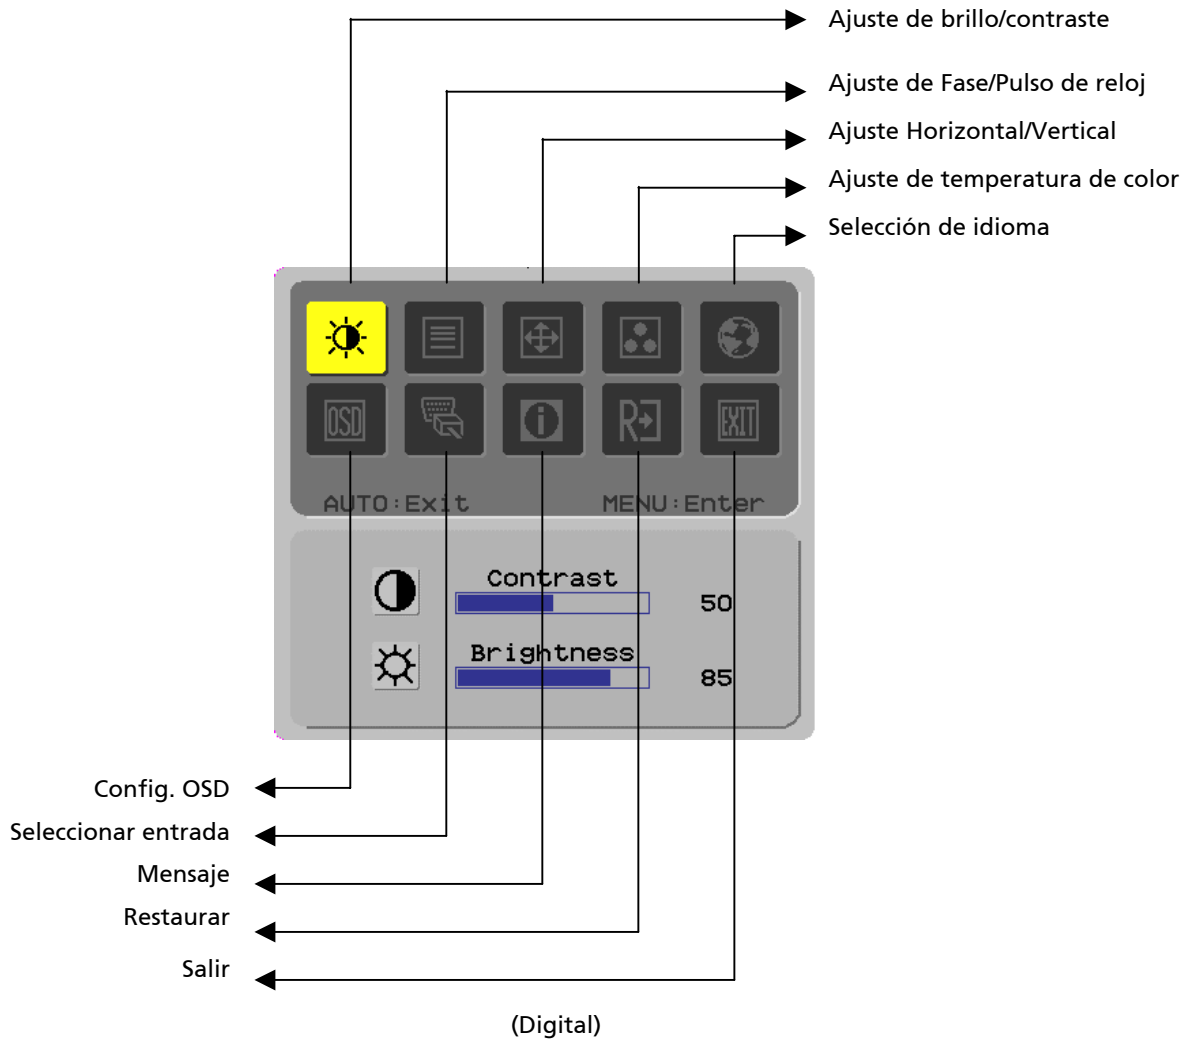 Ajuste de brillo/contraste
Ajuste de Fase/Pulso de reloj
Ajuste Horizontal/Vertical
Ajuste de temperatura de color
Selección de idioma
OSD
i
R
EXIT
AUTO:Exit MENU:Enter
Contrast
50
Brightness
85
Config. OSD
Seleccionar entrada
Mensaje
Restaurar
Salir
(Digital)